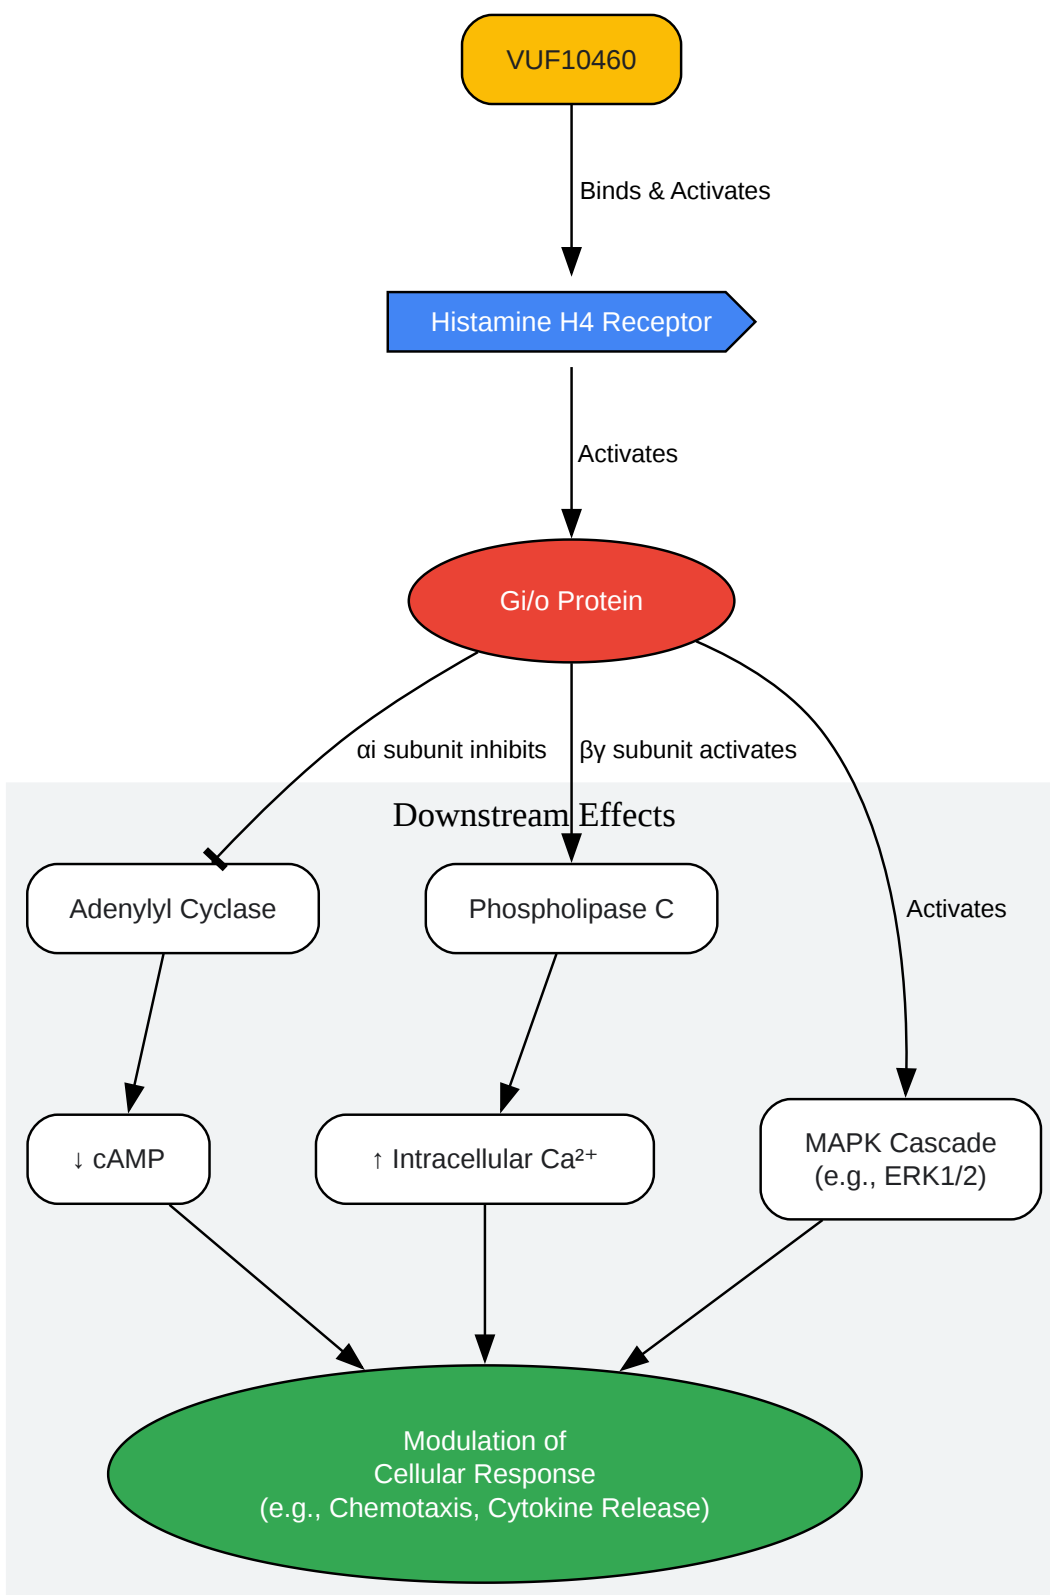 VUF10460
Binds & Activates
Histamine H4 Receptor
Activates
Gi/o Protein
αi subunit inhibits
βγ subunit activates
Downstream Effects
Adenylyl Cyclase
Phospholipase C
Activates
↓ cAMP
↑ Intracellular Ca²⁺
MAPK Cascade
(e.g., ERK1/2)
Modulation of
Cellular Response
(e.g., Chemotaxis, Cytokine Release)